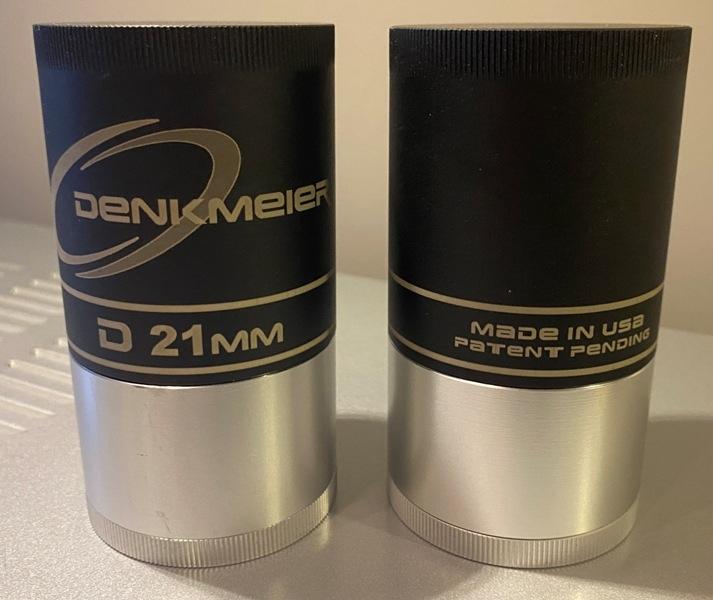 DENKMEIER
D 21MM
MADE IN USA
PATENT PENDING